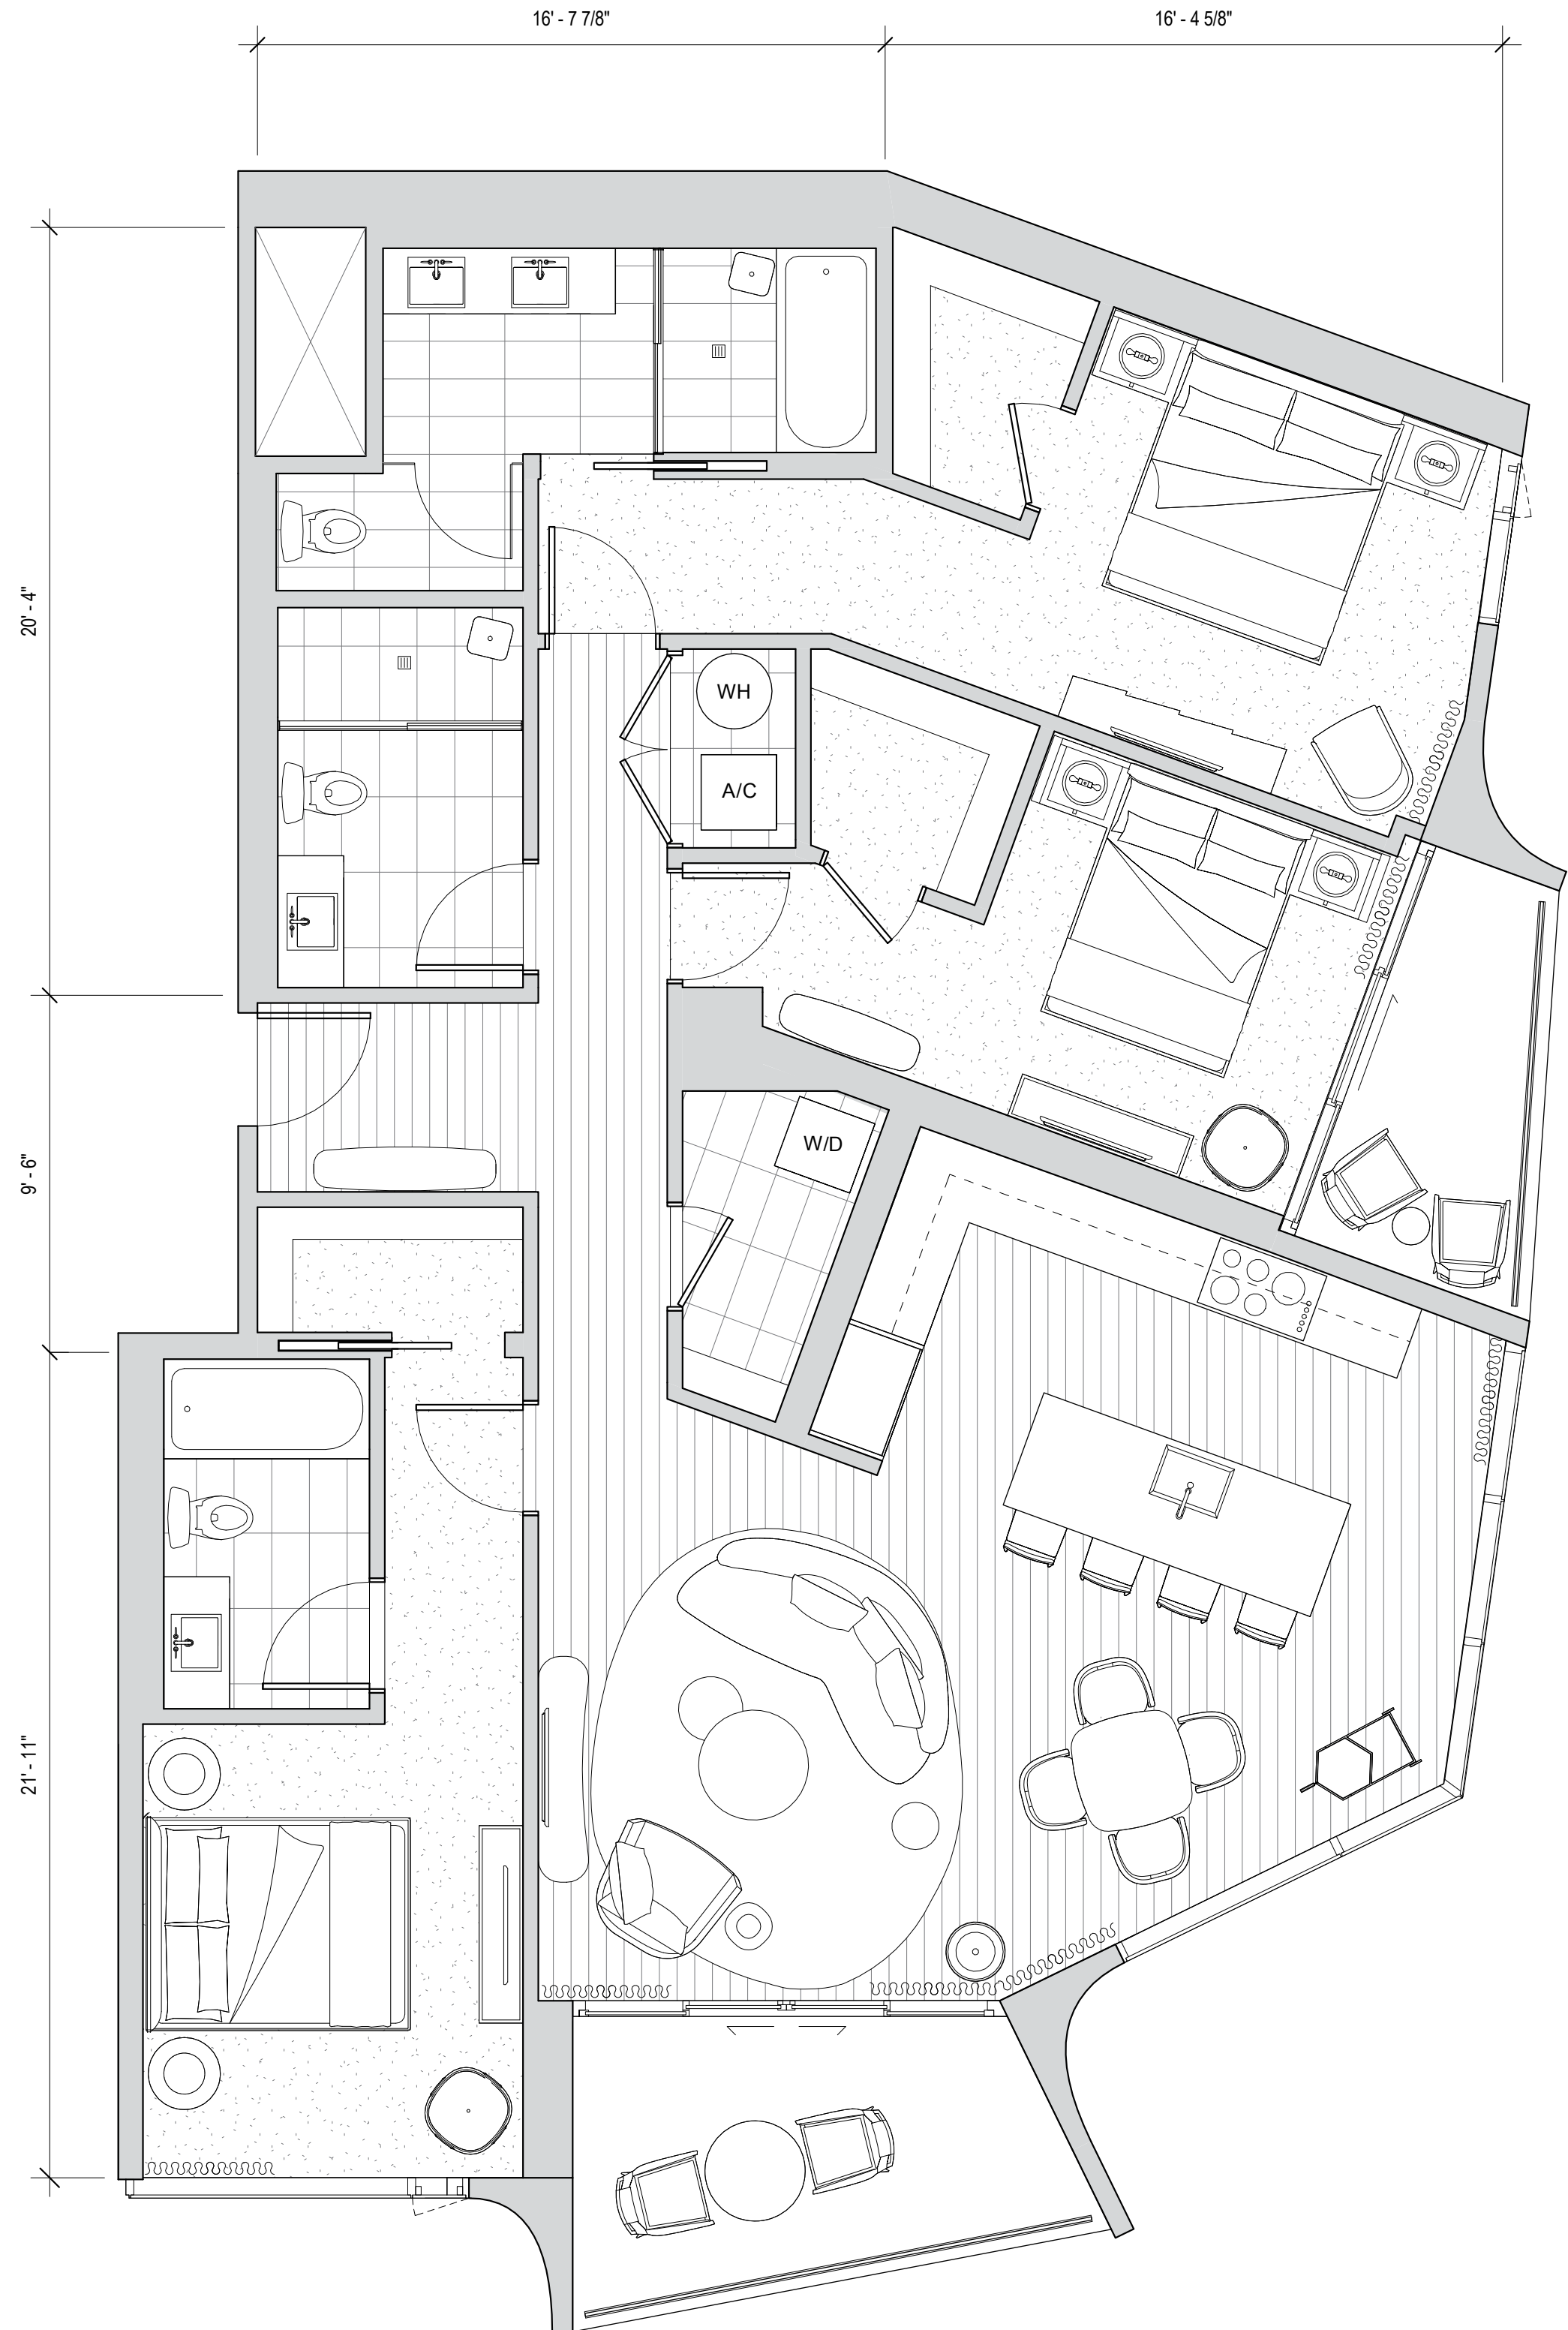 16' - 7 7/8"
16' - 4 5/8"
20' - 4"
WH
A/C
9' - 6"
W/D
21' - 11"